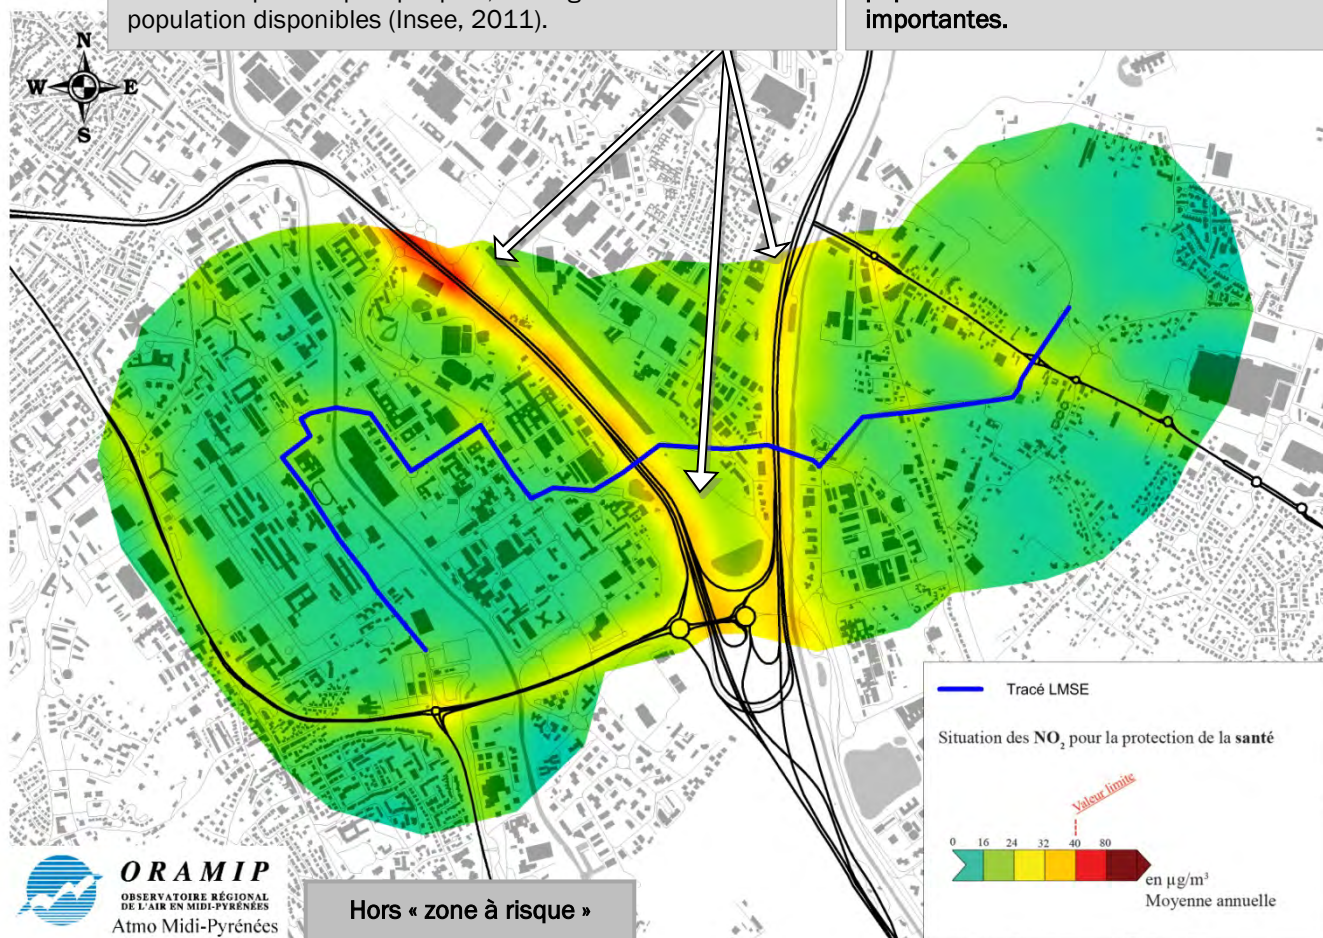 population disponibles (Insee, 2011).
importantes.
N
W E
S
Tracé LMSE
Situation des NO₂ pour la protection de la santé
Valeur limite
0 16 24 32 40 80
en µg/m³
Moyenne annuelle
ORAMIP
OBSERVATOIRE RÉGIONAL
DE L'AIR EN MIDI-PYRÉNÉES
Atmo Midi-Pyrénées
Hors « zone à risque »